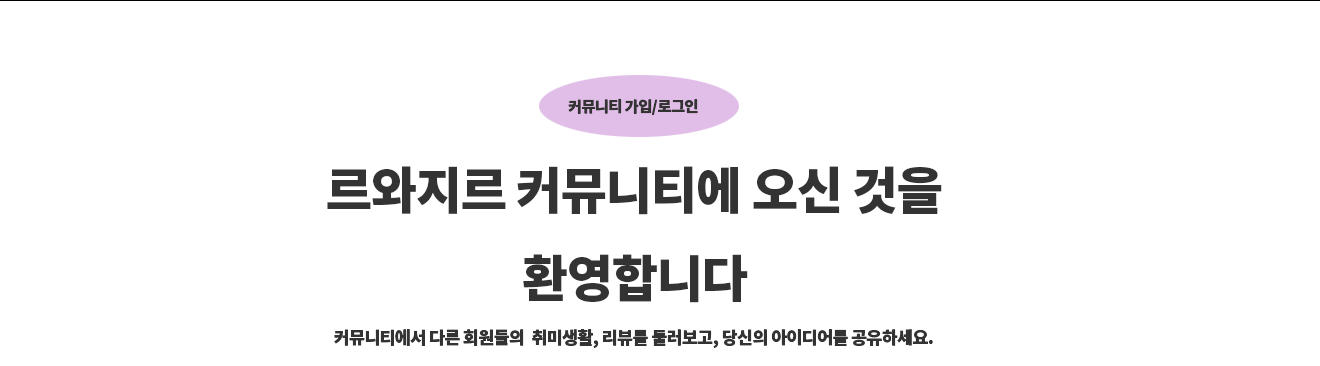 커뮤니티 가입/로그인
르와지르 커뮤니티에 오신 것을
환영합니다
커뮤니티에서 다른 회원들의 취미생활, 리뷰를 둘러보고, 당신의 아이디어를 공유하세요.